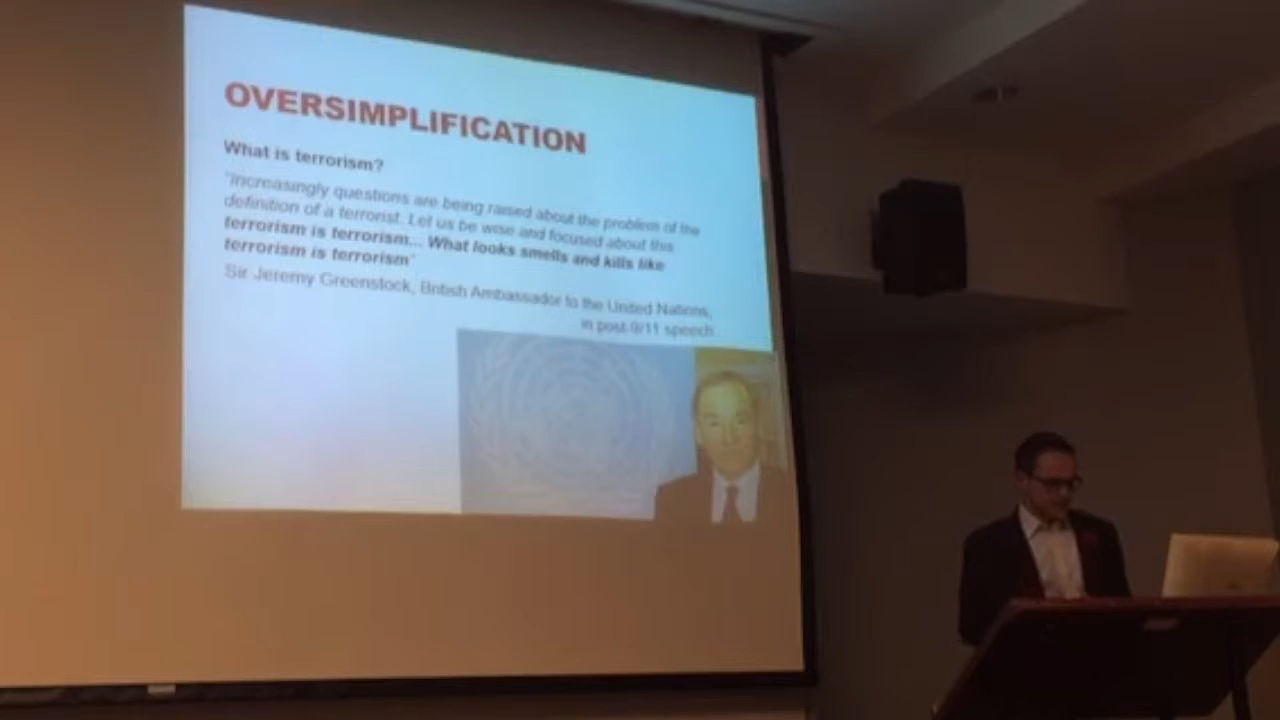 OVERSIMPLIFICATION
What is terrorism?
"Increasingly questions are being raised about the problem of the
definition of a terrorist. Let us be wise and focused about this
terrorism is terrorism... What looks smells and kills like
terrorism is terrorism"
Sir Jeremy Greenstock, British Ambassador to the United Nations,
in post-9/11 speech